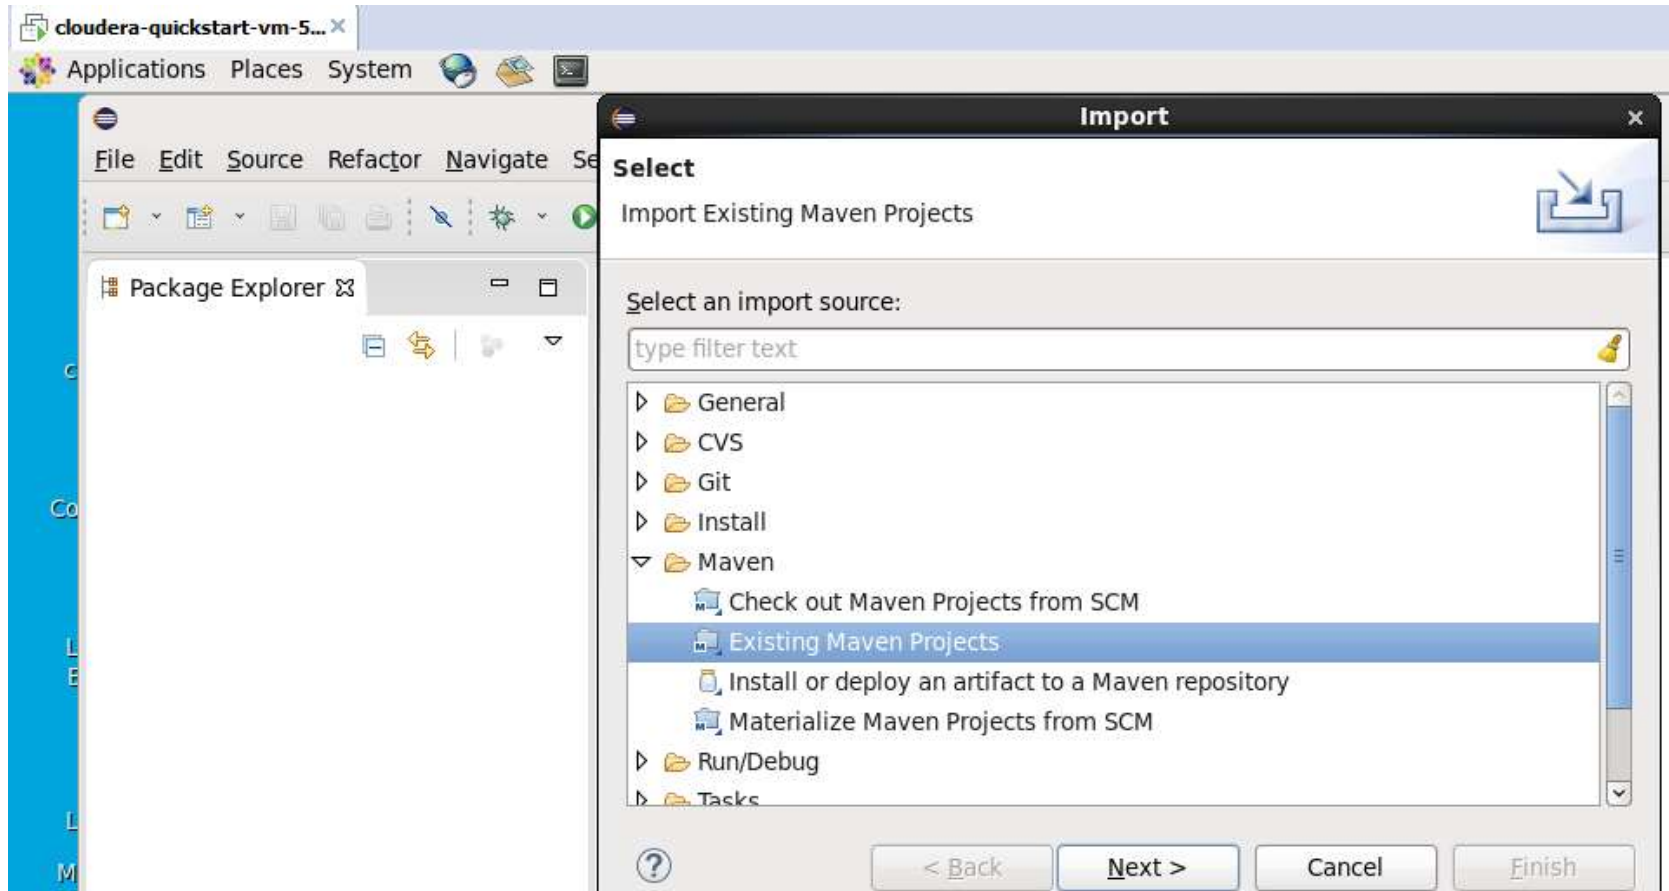 cloudera-quickstart-vm-5...
Applications Places System
Import
File Edit Source Refactor Navigate Se
Select
Import Existing Maven Projects
Package Explorer
Select an import source:
type filter text
General
CVS
Git
Install
Maven
Check out Maven Projects from SCM
Existing Maven Projects
Install or deploy an artifact to a Maven repository
Materialize Maven Projects from SCM
Run/Debug
Tasks
c
Co
L
E
L
M
< Back Next > Cancel Finish